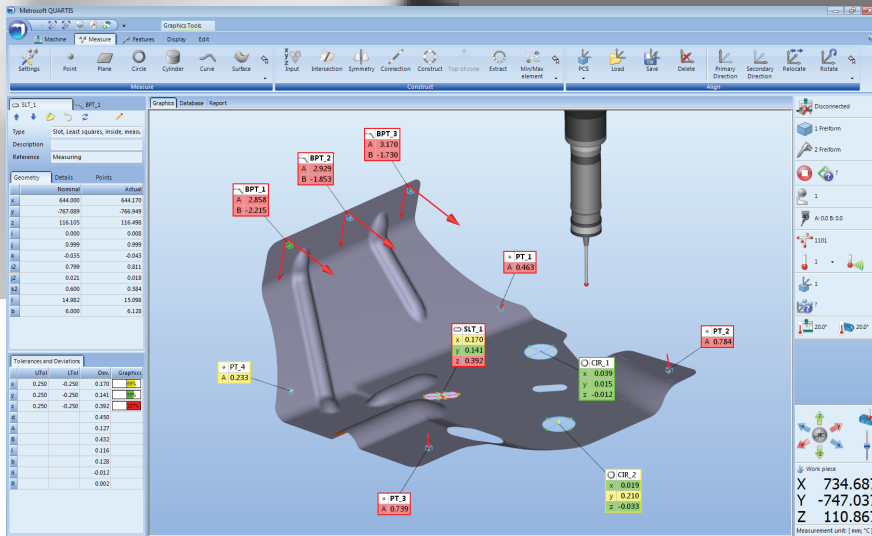 Metrosoft QUARTIS
Graphics Tools
Machine Measure Features Display Edit
Settings Point Plane Circle Cylinder Curve Surface Input Intersection Symmetry Connection Construct Top of cone Extract Min/Max element PCS Load Save Delete Primary Direction Secondary Direction Relocate Rotate
Measure Construct Align
SLT_1 BPT_1
Type Slot, Least squares, inside, measu
Description
Reference Measuring
Geometry Details Points
Nominal Actual
x 644.000 644.170
y -767.089 -766.949
z 116.105 116.498
i 0.000 0.008
j 0.999 0.999
k -0.035 -0.043
i2 0.799 0.811
j2 0.021 0.018
k2 0.600 0.584
l 14.982 15.098
b 6.000 6.128
Tolerances and Deviations
UTol LTol Dev. Graphics
x 0.250 -0.250 0.170 68%
y 0.250 -0.250 0.141
z 0.250 -0.250 0.392
d 0.450
A 0.127
B 0.432
l 0.116
b 0.128
-0.012
R 0.002
Graphics Database Report
BPT_3
A 3.170
B -1.730
BPT_2
A 2.929
B -1.853
BPT_1
A 2.858
B -2.215
PT_1
A 0.463
SLT_1
x 0.170
y 0.141
z 0.392
PT_2
A 0.784
PT_4
A 0.233
CIR_1
x 0.039
y 0.015
z -0.012
CIR_2
x 0.019
y 0.210
z -0.033
PT_3
A 0.739
Disconnected
1 Freiform
2 Freiform
?
1
A: 0.0 B: 0.0
1101
1
1
?
20.0° 20.0°
Work piece
X 734.687
Y -747.037
Z 110.867
Measurement unit: [ mm; °C ]